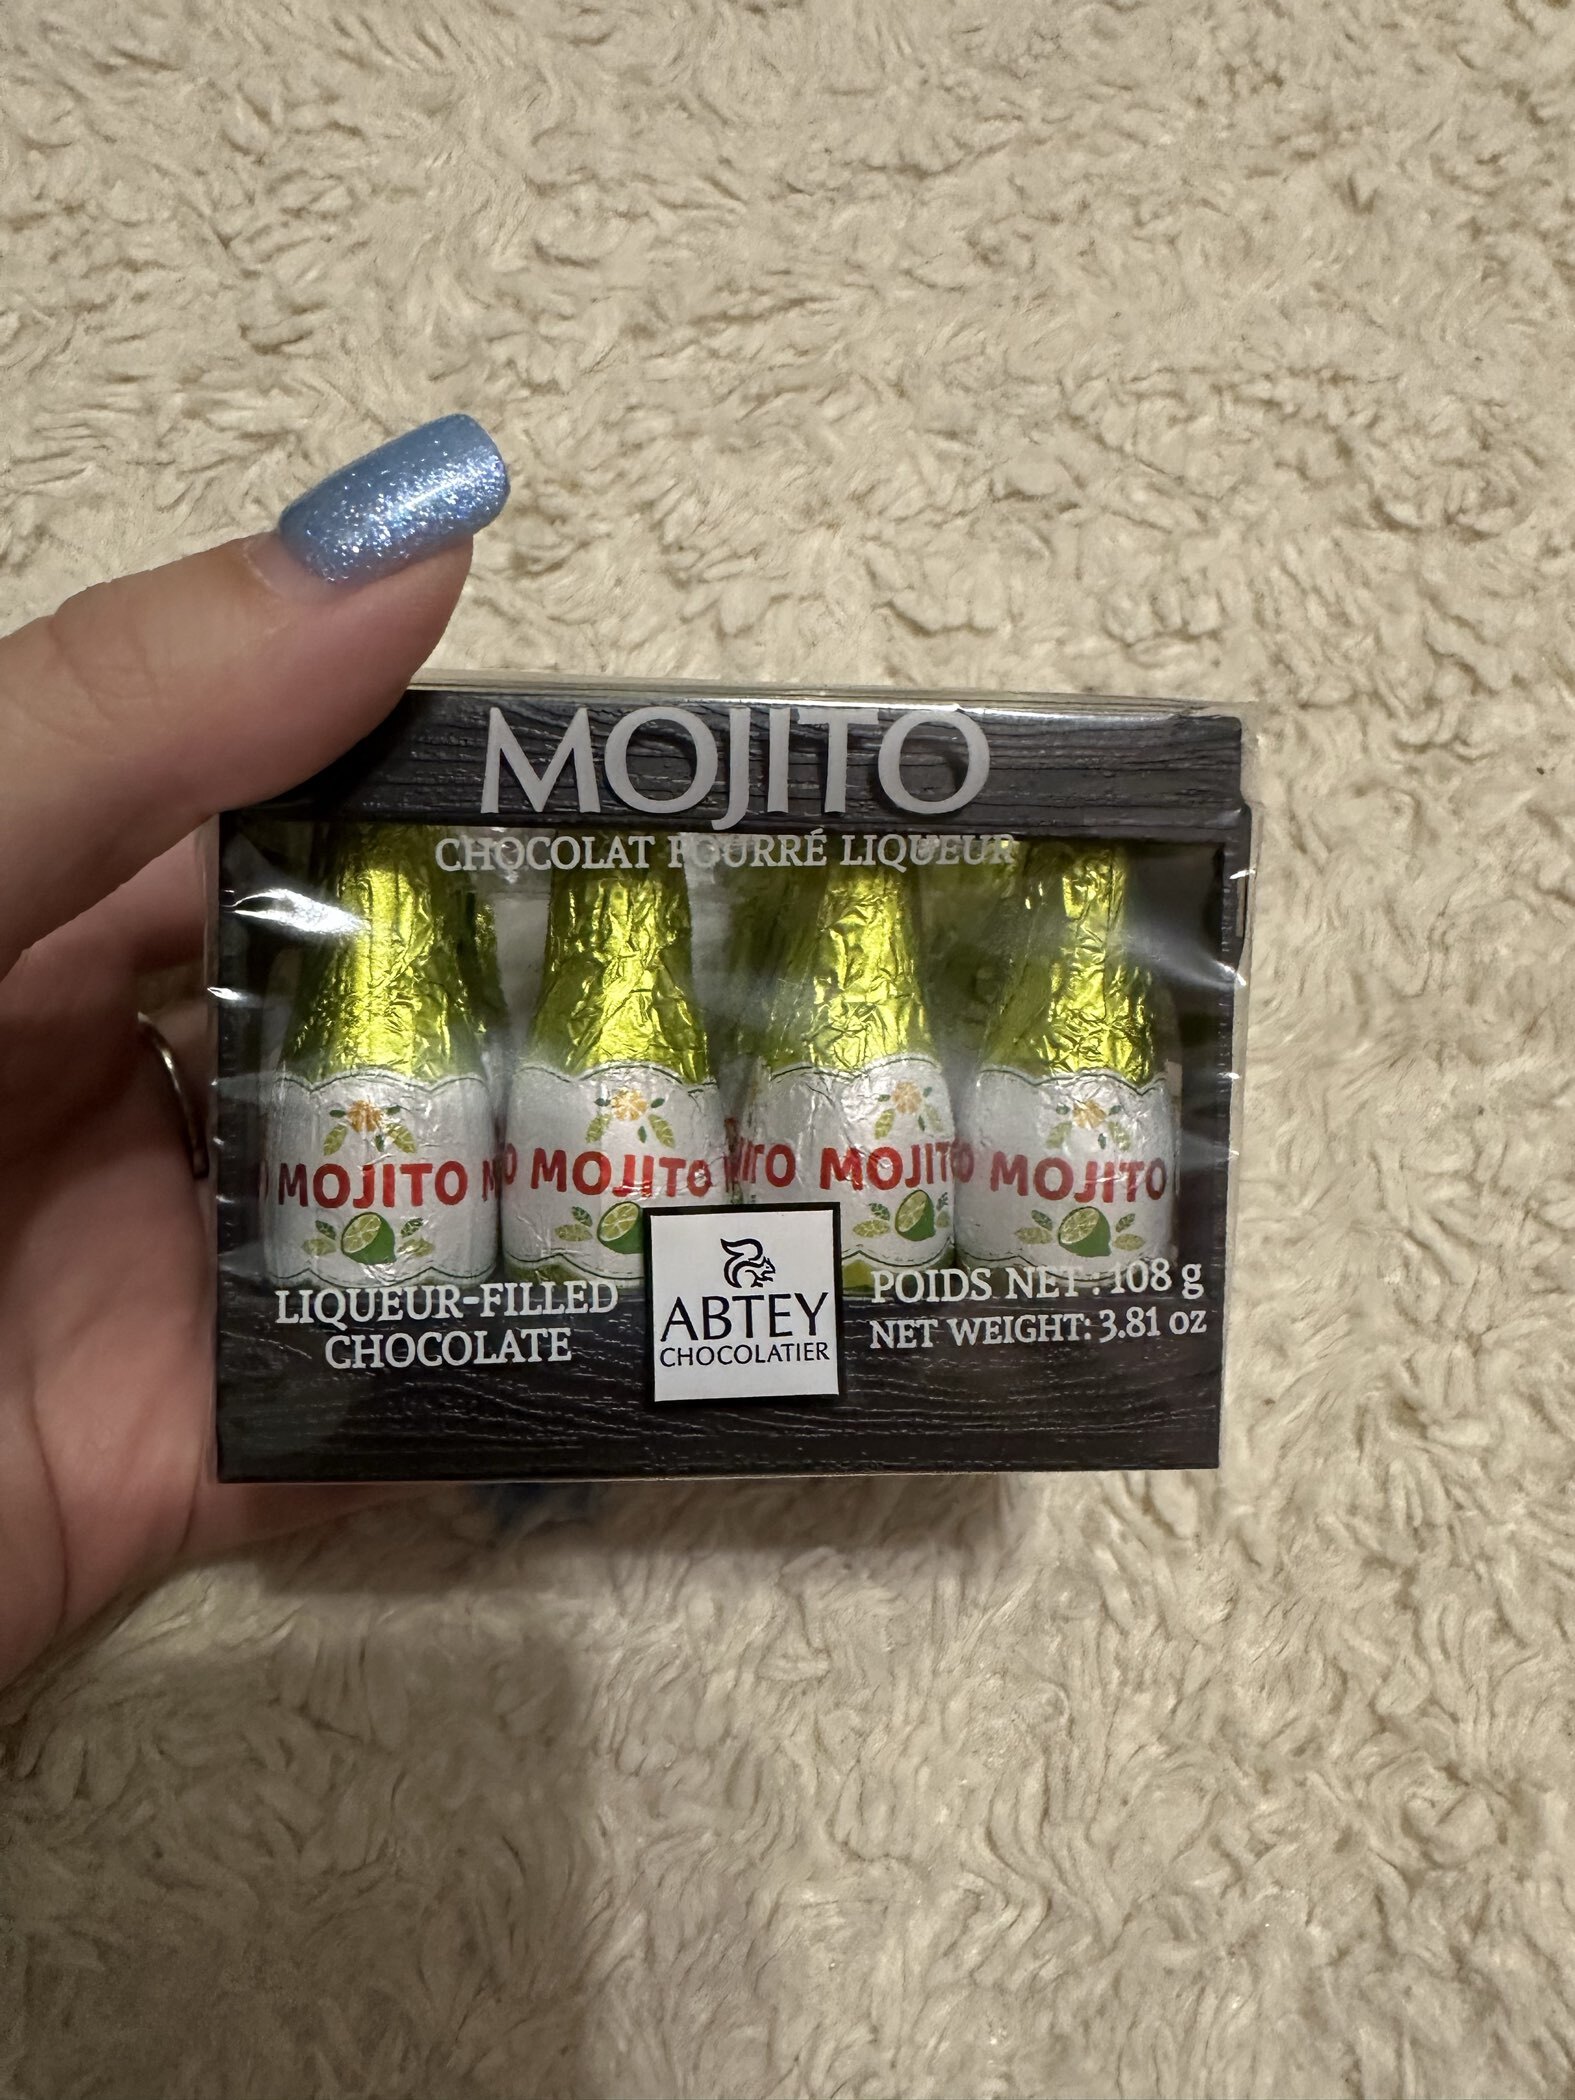 MOJITO
CHOCOLAT FOURRÉ LIQUEUR
MOJITO
MOJITO
MOJITO
MOJITO
LIQUEUR-FILLED
CHOCOLATE
ABTEY
CHOCOLATIER
POIDS NET : 108 g
NET WEIGHT: 3.81 oz